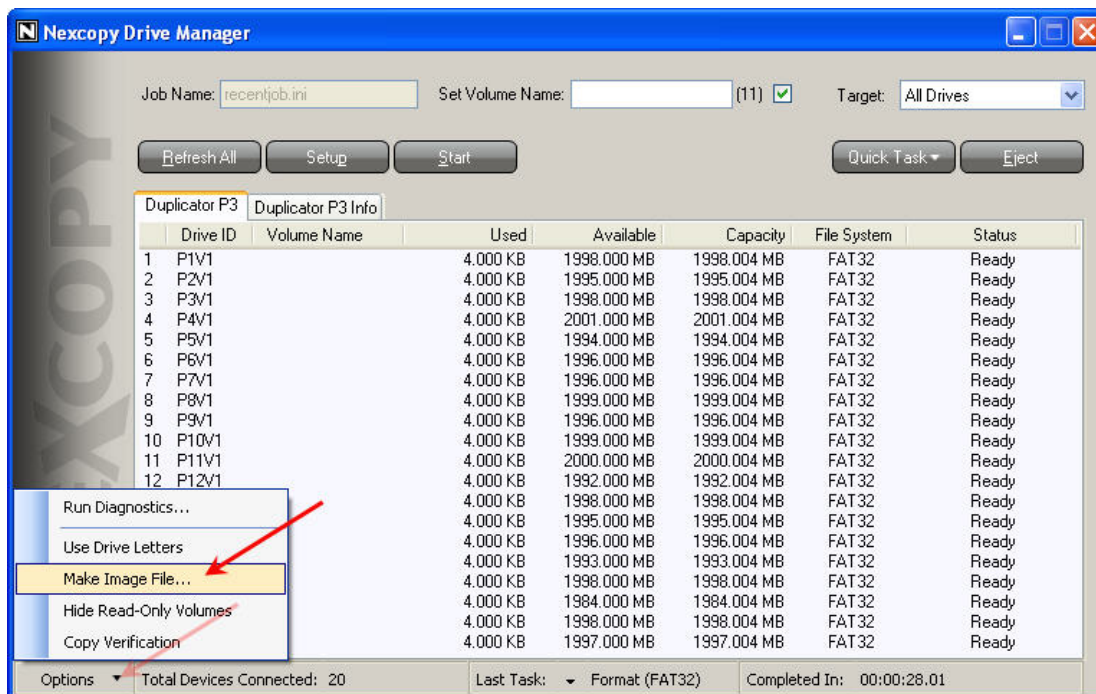 Nexcopy Drive Manager
Job Name: recentjob.ini Set Volume Name: (11) Target: All Drives
Refresh All Setup Start Quick Task Eject
Duplicator P3 Duplicator P3 Info
Drive ID Volume Name Used Available Capacity File System Status
1 P1V1 4.000 KB 1998.000 MB 1998.004 MB FAT32 Ready
2 P2V1 4.000 KB 1995.000 MB 1995.004 MB FAT32 Ready
3 P3V1 4.000 KB 1998.000 MB 1998.004 MB FAT32 Ready
4 P4V1 4.000 KB 2001.000 MB 2001.004 MB FAT32 Ready
5 P5V1 4.000 KB 1994.000 MB 1994.004 MB FAT32 Ready
6 P6V1 4.000 KB 1996.000 MB 1996.004 MB FAT32 Ready
7 P7V1 4.000 KB 1996.000 MB 1996.004 MB FAT32 Ready
8 P8V1 4.000 KB 1999.000 MB 1999.004 MB FAT32 Ready
9 P9V1 4.000 KB 1996.000 MB 1996.004 MB FAT32 Ready
10 P10V1 4.000 KB 1999.000 MB 1999.004 MB FAT32 Ready
11 P11V1 4.000 KB 2000.000 MB 2000.004 MB FAT32 Ready
12 P12V1 4.000 KB 1992.000 MB 1992.004 MB FAT32 Ready
4.000 KB 1998.000 MB 1998.004 MB FAT32 Ready
4.000 KB 1995.000 MB 1995.004 MB FAT32 Ready
4.000 KB 1996.000 MB 1996.004 MB FAT32 Ready
4.000 KB 1993.000 MB 1993.004 MB FAT32 Ready
4.000 KB 1998.000 MB 1998.004 MB FAT32 Ready
4.000 KB 1984.000 MB 1984.004 MB FAT32 Ready
4.000 KB 1998.000 MB 1998.004 MB FAT32 Ready
4.000 KB 1997.000 MB 1997.004 MB FAT32 Ready
Run Diagnostics...
Use Drive Letters
Make Image File...
Hide Read-Only Volumes
Copy Verification
Options Total Devices Connected: 20 Last Task: Format (FAT32) Completed In: 00:00:28.01
EXCOPY